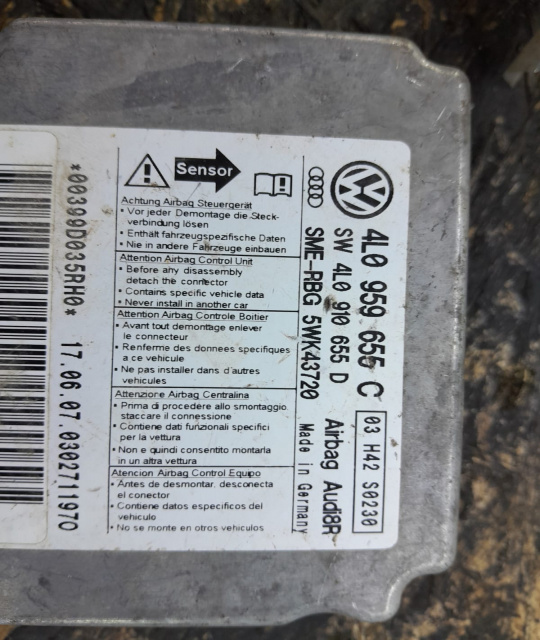 4L0 959 655 C
SW 4L0 910 655 D
SME-RBG 5WK43720
03 H42 S0230
Airbag Audi8R
Made in Germany
Sensor
Achtung Airbag Steuergerät
• Vor jeder Demontage die Steck-
verbindung lösen
• Enthält fahrzeugspezifische Daten
• Nie in andere Fahrzeuge einbauen
Attention Airbag Control Unit
• Before any disassembly
detach the connector
• Contains specific vehicle data
• Never install in another car
Attention Airbag Controle Boitier
• Avant tout demontage enlever
le connecteur
• Renferme des donnees specifiques
a ce vehicule
• Ne pas installer dans d'autres
vehicules
Attenzione Airbag Centralina
• Prima di procedere allo smontaggio
staccare il connessione
• Contiene dati funzionali specifici
per la vettura
• Non e quindi consentito montarla
in un altra vettura
Atencion Airbag Control Equipo
• Antes de desmontar, desconecta
el conector
• Contiene datos especificos del
vehiculo
• No se monte en otros vehiculos
*00399D035RH0*
17.06.07.0302711970